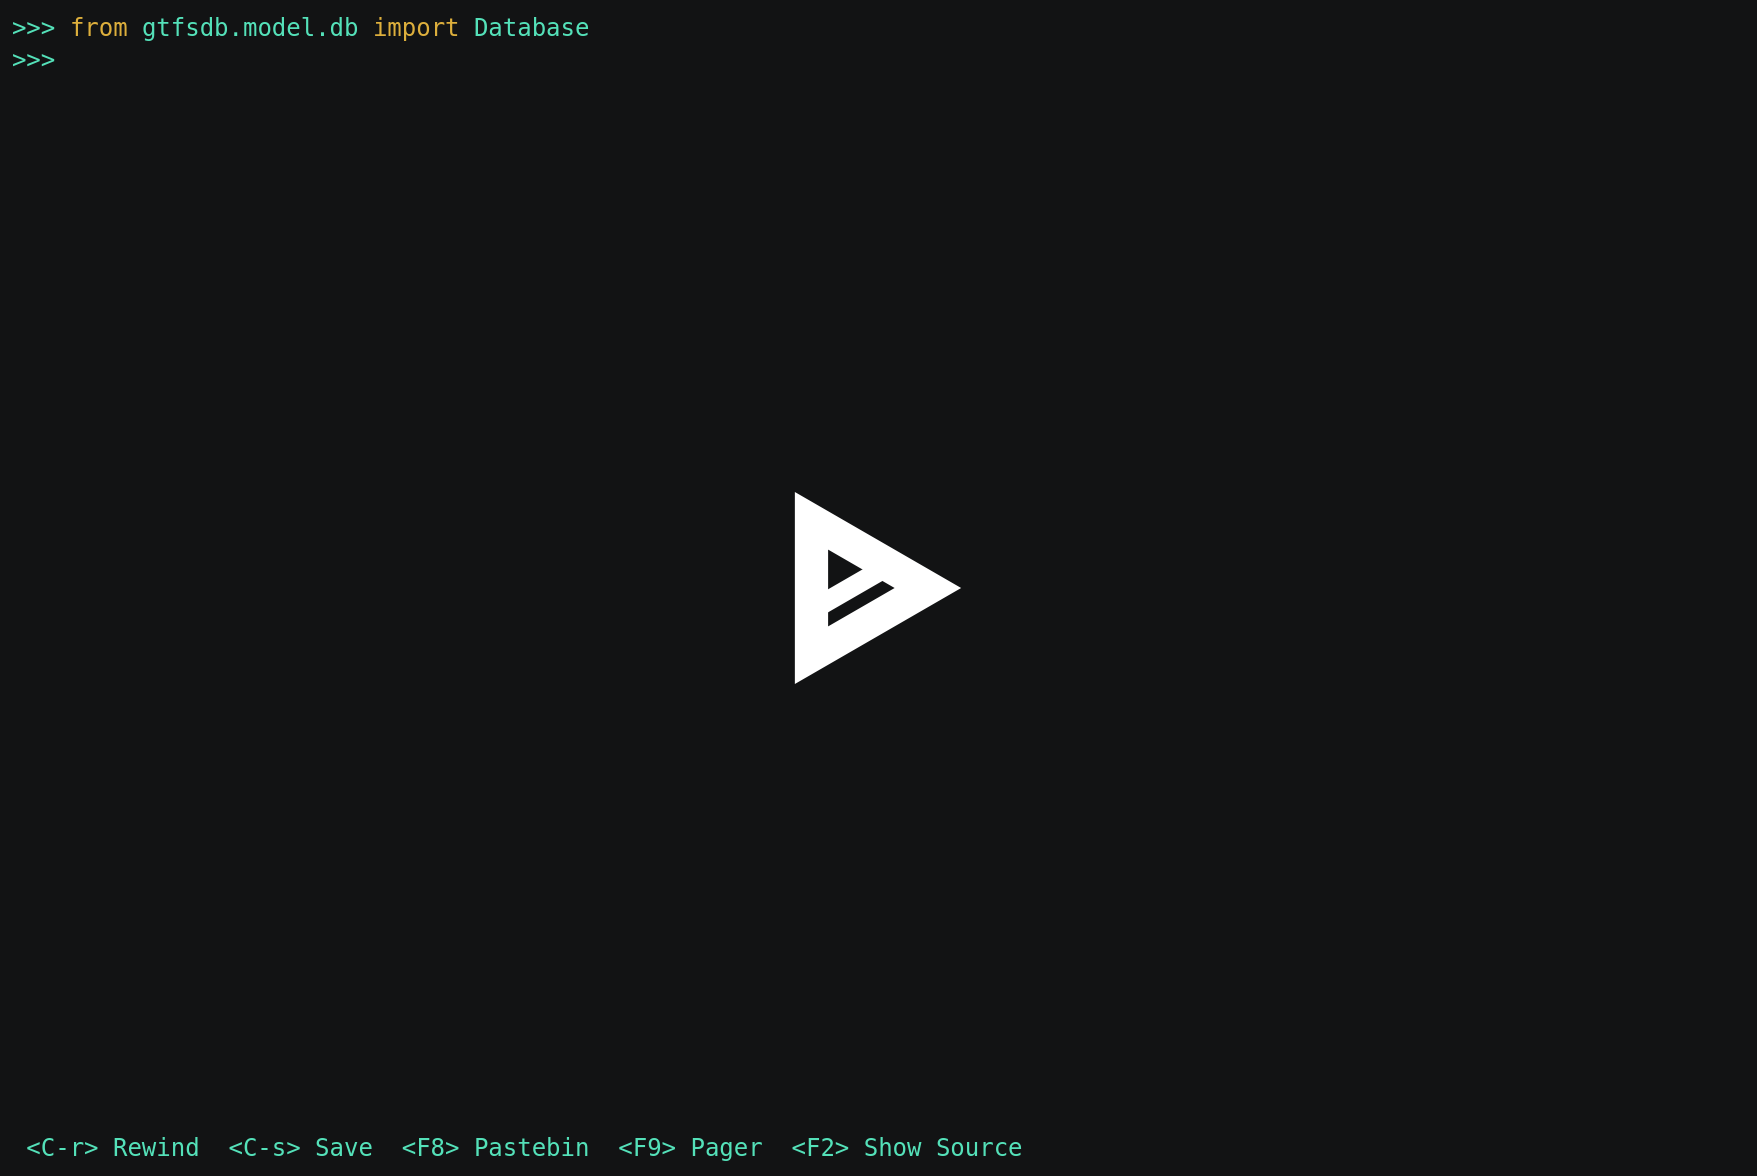 >>> from gtfsdb.model.db import Database
>>>
<C-r> Rewind  <C-s> Save  <F8> Pastebin  <F9> Pager  <F2> Show Source